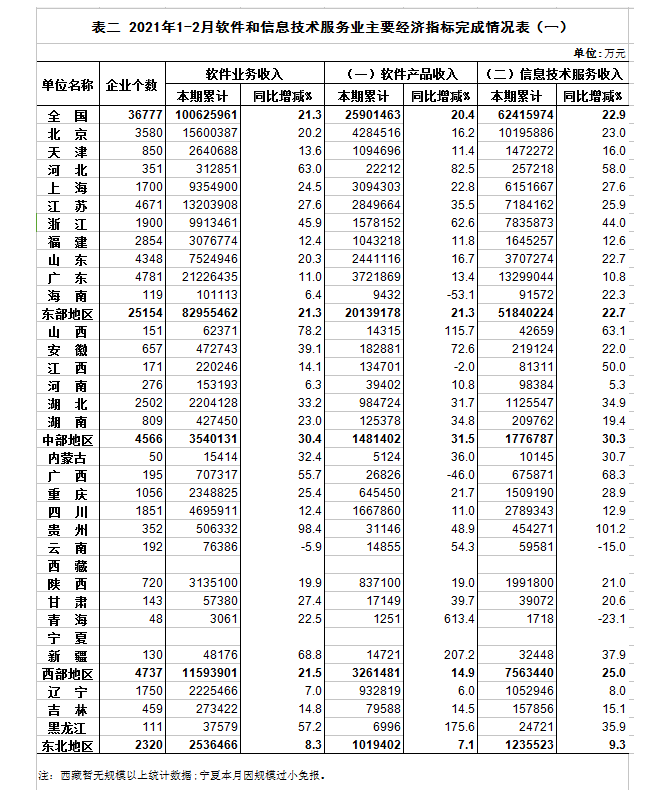 表二 2021年1-2月软件和信息技术服务业主要经济指标完成情况表（一）
单位:万元
单位名称 企业个数 软件业务收入 （一）软件产品收入 （二）信息技术服务收入
本期累计 同比增减% 本期累计 同比增减% 本期累计 同比增减%
全 国 36777 100625961 21.3 25901463 20.4 62415974 22.9
北 京 3580 15600387 20.2 4284516 16.2 10195886 23.0
天 津 850 2640688 13.6 1094696 11.4 1472272 16.0
河 北 351 312851 63.0 22212 82.5 257218 58.0
上 海 1700 9354900 24.5 3094303 22.8 6151667 27.6
江 苏 4671 13203908 27.6 2849664 35.5 7184162 25.9
浙 江 1900 9913461 45.9 1578152 62.6 7835873 44.0
福 建 2854 3076774 12.4 1043218 11.8 1645257 12.6
山 东 4348 7524946 20.3 2441116 16.7 3707274 22.7
广 东 4781 21226435 11.0 3721869 13.4 13299044 10.8
海 南 119 101113 6.4 9432 -53.1 91572 22.3
东部地区 25154 82955462 21.3 20139178 21.3 51840224 22.7
山 西 151 62371 78.2 14315 115.7 42659 63.1
安 徽 657 472743 39.1 182881 72.6 219124 22.0
江 西 171 220246 14.1 134701 -2.0 81311 50.0
河 南 276 153193 6.3 39402 10.8 98384 5.3
湖 北 2502 2204128 33.2 984724 31.7 1125547 34.9
湖 南 809 427450 23.0 125378 34.8 209762 19.4
中部地区 4566 3540131 30.4 1481402 31.5 1776787 30.3
内蒙古 50 15414 32.4 5124 36.0 10145 30.7
广 西 195 707317 55.7 26826 -46.0 675871 68.3
重 庆 1056 2348825 25.4 645450 21.7 1509190 28.9
四 川 1851 4695911 12.4 1667860 11.0 2789343 12.9
贵 州 352 506332 98.4 31146 48.9 454271 101.2
云 南 192 76386 -5.9 14855 54.3 59581 -15.0
西 藏
陕 西 720 3135100 19.9 837100 19.0 1991800 21.0
甘 肃 143 57380 27.4 17149 39.7 39072 20.6
青 海 48 3061 22.5 1251 613.4 1718 -23.1
宁 夏
新 疆 130 48176 68.8 14721 207.2 32448 37.9
西部地区 4737 11593901 21.5 3261481 14.9 7563440 25.0
辽 宁 1750 2225466 7.0 932819 6.0 1052946 8.0
吉 林 459 273422 14.8 79588 14.5 157856 15.1
黑龙江 111 37579 57.2 6996 175.6 24721 35.9
东北地区 2320 2536466 8.3 1019402 7.1 1235523 9.3
注：西藏暂无规模以上统计数据;宁夏本月因规模过小免报。